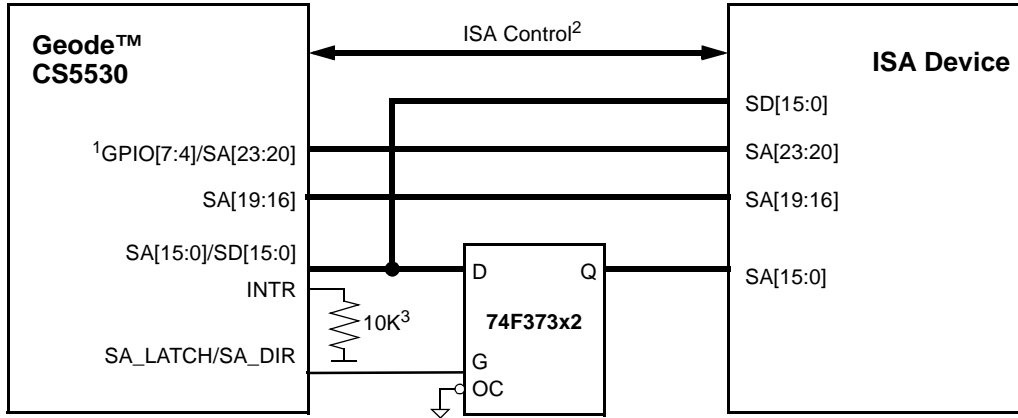 Geode™
CS5530
ISA Control²
ISA Device
SD[15:0]
¹GPIO[7:4]/SA[23:20]
SA[23:20]
SA[19:16]
SA[19:16]
SA[15:0]/SD[15:0]
D
Q
SA[15:0]
INTR
10K³
74F373x2
SA_LATCH/SA_DIR
G
OC